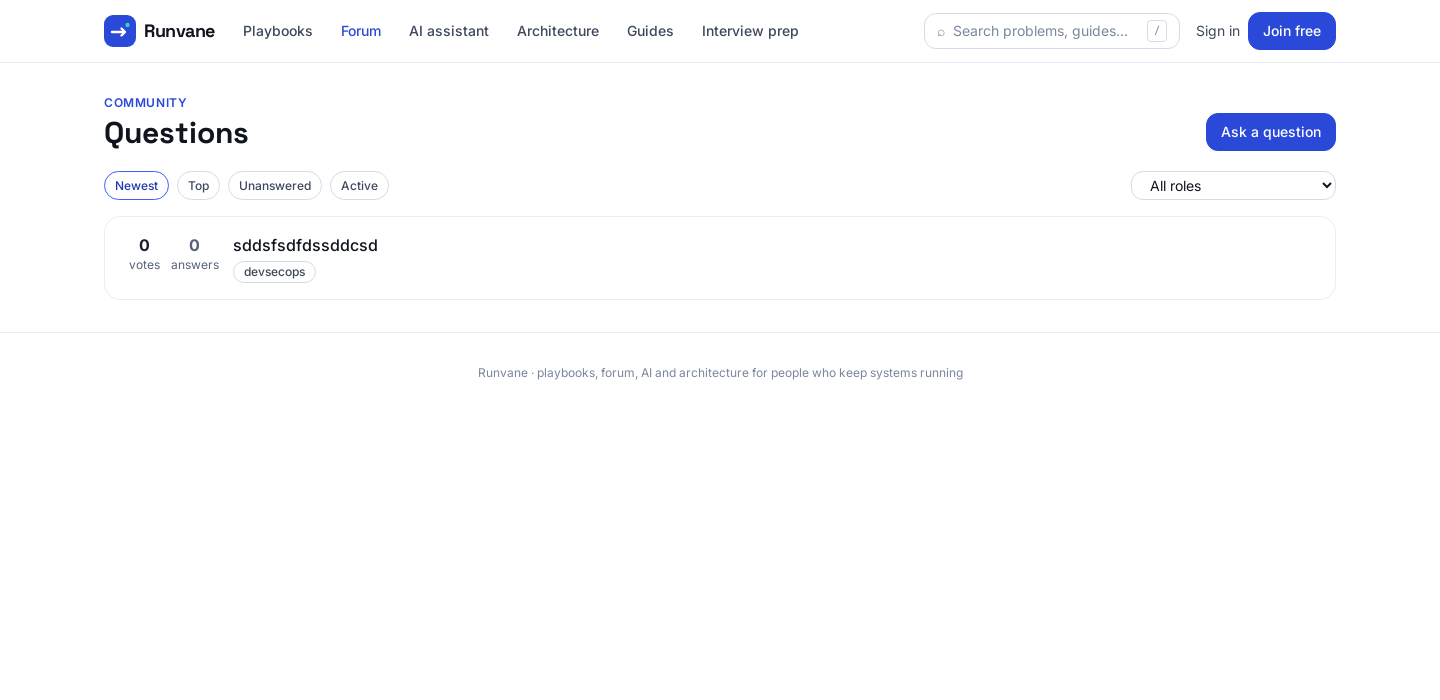 Runvane Playbooks Forum AI assistant Architecture Guides Interview prep Search problems, guides... / Sign in Join free
COMMUNITY
Questions Ask a question
Newest Top Unanswered Active All roles
0 0 sddsfsdfdssddcsd
votes answers devsecops
Runvane · playbooks, forum, AI and architecture for people who keep systems running